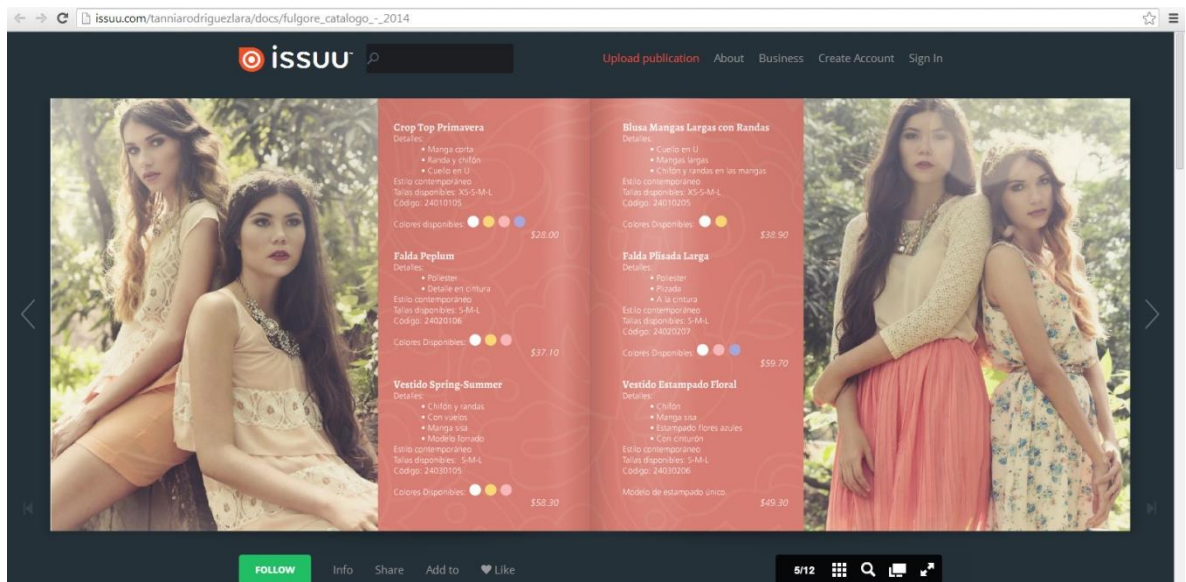 issuu.com/tanniarodriguezlara/docs/fulgore_catalogo_-_2014
issuu
Upload publication About Business Create Account Sign In
Crop Top Primavera
Detalles:
• Manga corta
• Randa y chifón
• Cuello en U
Estilo contemporáneo
Tallas disponibles: XS-S-M-L
Código: 24010105
Colores disponibles:
$28.00
Falda Peplum
Detalles:
• Poliester
• Detalle en cintura
Estilo contemporáneo
Tallas disponibles: S-M-L
Código: 24020106
Colores Disponibles:
$37.10
Vestido Spring-Summer
Detalles:
• Chifón y randas
• Con vuelos
• Manga sisa
• Modelo forrado
Estilo contemporáneo
Tallas disponibles: S-M-L
Código: 24030105
Colores Disponibles:
$58.30
Blusa Mangas Largas con Randas
Detalles:
• Cuello en U
• Mangas largas
• Chifón y randas en las mangas
Estilo contemporáneo
Tallas disponibles: XS-S-M-L
Código: 24010205
Colores Disponibles:
$38.90
Falda Plisada Larga
Detalles:
• Poliester
• Plizada
• A la cintura
Estilo contemporáneo
Tallas disponibles: S-M-L
Código: 24020207
Colores Disponibles:
$59.70
Vestido Estampado Floral
Detalles:
• Chifón
• Manga sisa
• Estampado flores azules
• Con cinturón
Estilo contemporáneo
Tallas disponibles: S-M-L
Código: 24030206
Modelo de estampado único.
$49.30
FOLLOW Info Share Add to Like
5/12